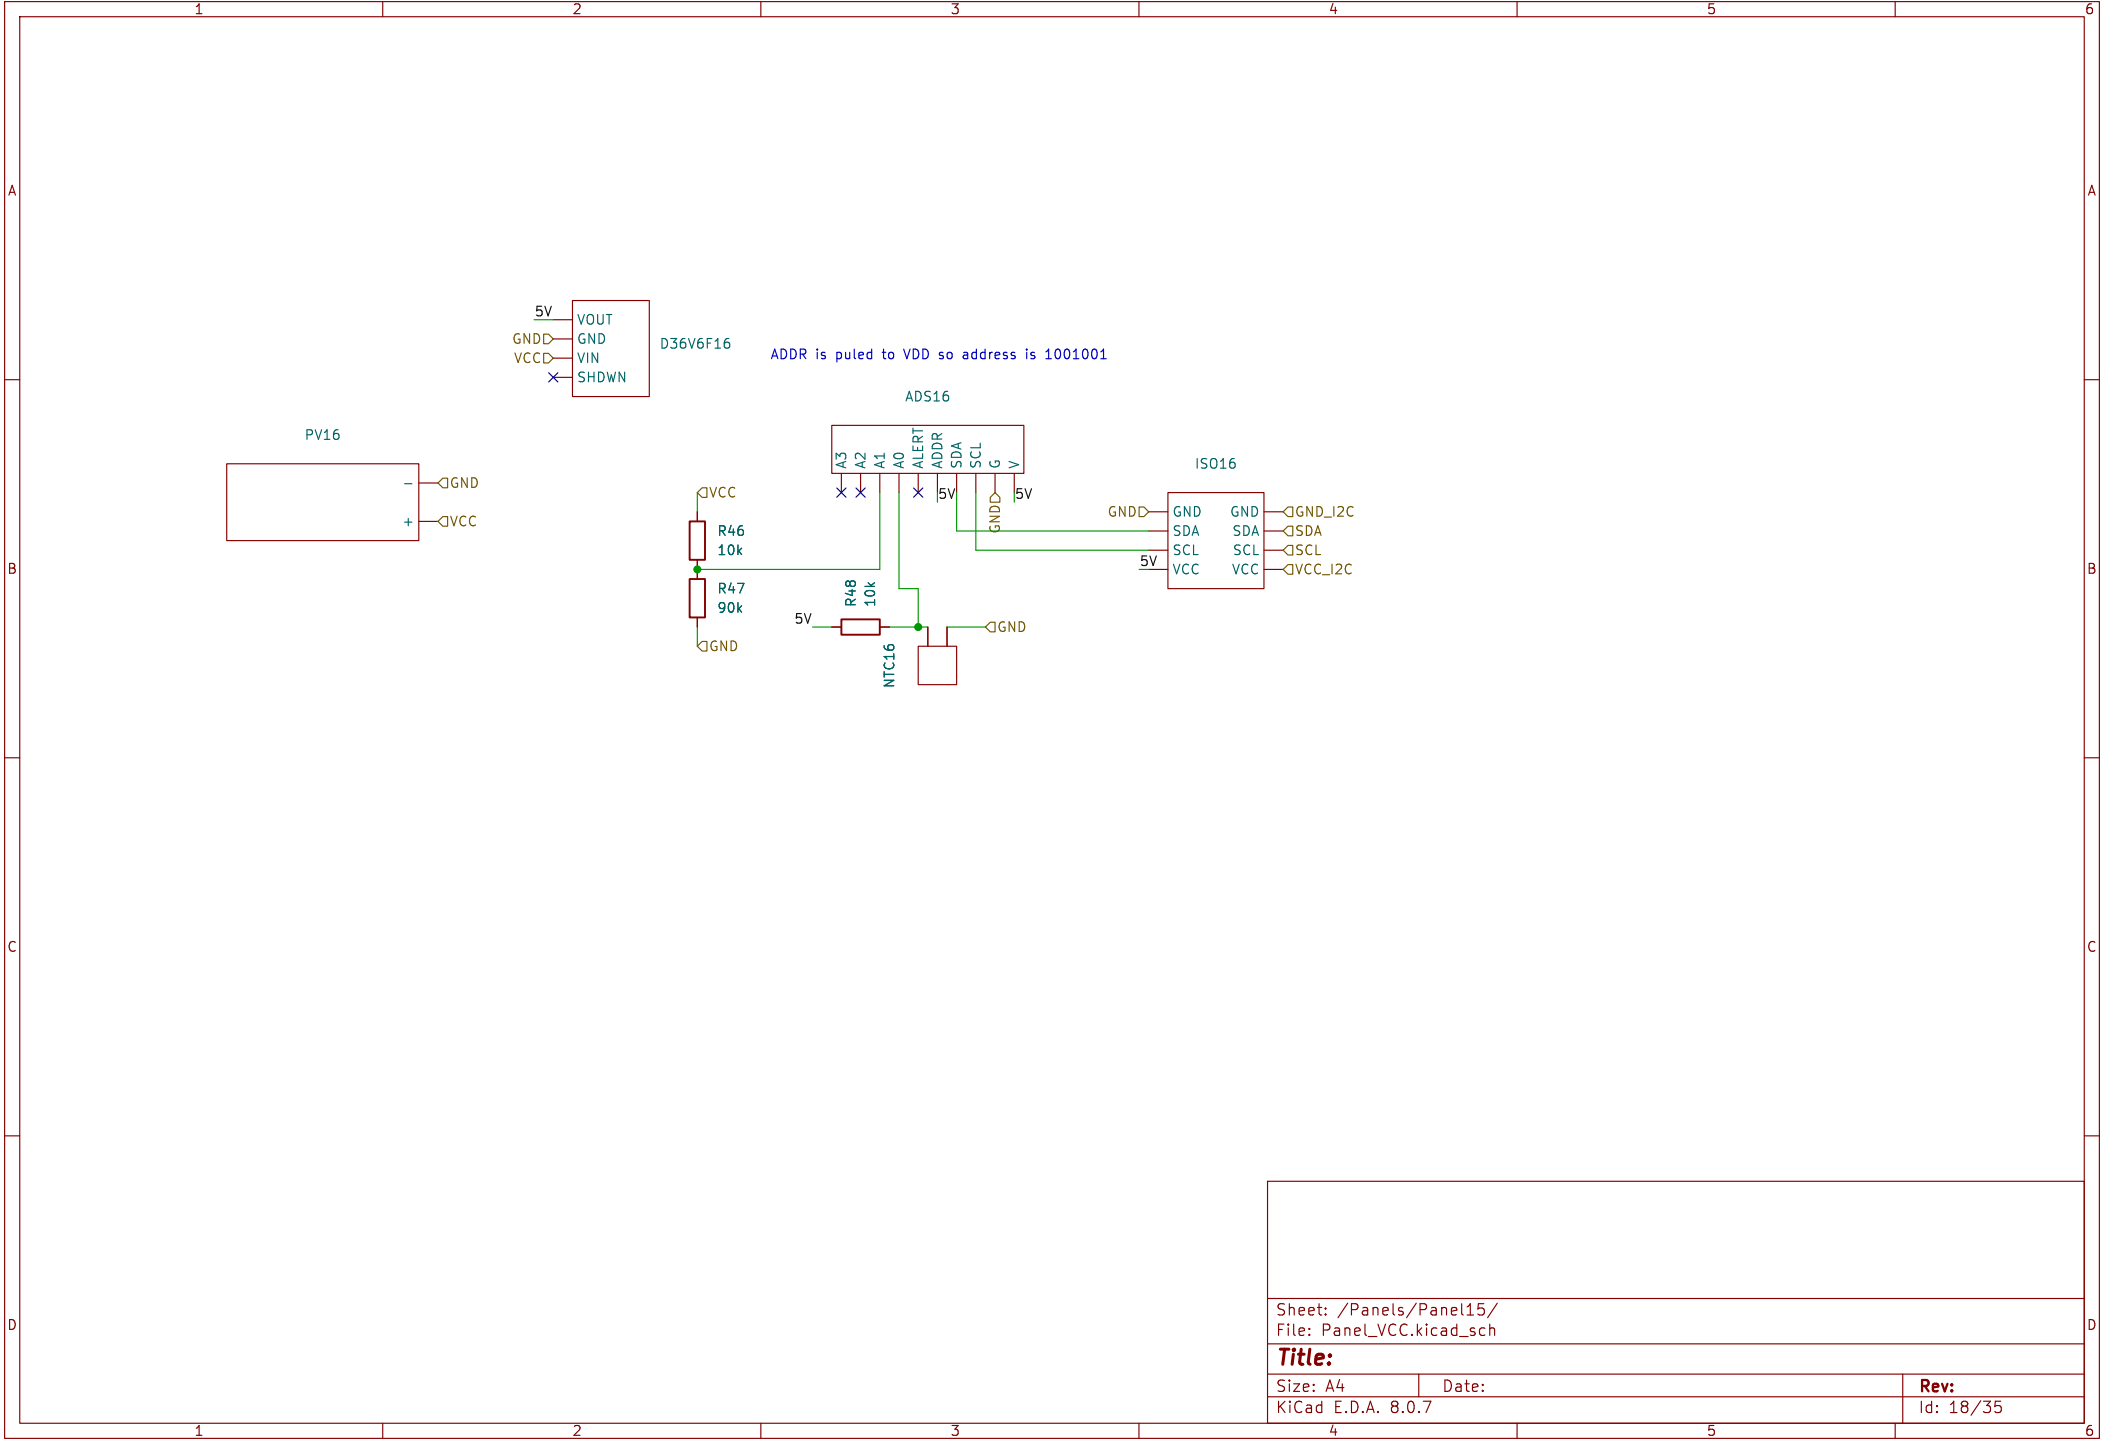 1 2 3 4 5 6
A A
5V
VOUT
GND GND
VCC VIN
SHDWN
D36V6F16
ADDR is puled to VDD so address is 1001001
ADS16
A3 A2 A1 A0 ALERT ADDR SDA SCL G V
5V GND 5V
PV16
- GND
+ VCC
VCC
R46
10k
R47
90k
GND
R48
10k
5V
NTC16
GND
ISO16
GND GND GND GND_I2C
SDA SDA SDA
SCL SCL SCL
5V VCC VCC VCC_I2C
B B
C C
D D
Sheet: /Panels/Panel15/
File: Panel_VCC.kicad_sch
Title:
Size: A4 Date: Rev:
KiCad E.D.A. 8.0.7 Id: 18/35
1 2 3 4 5 6